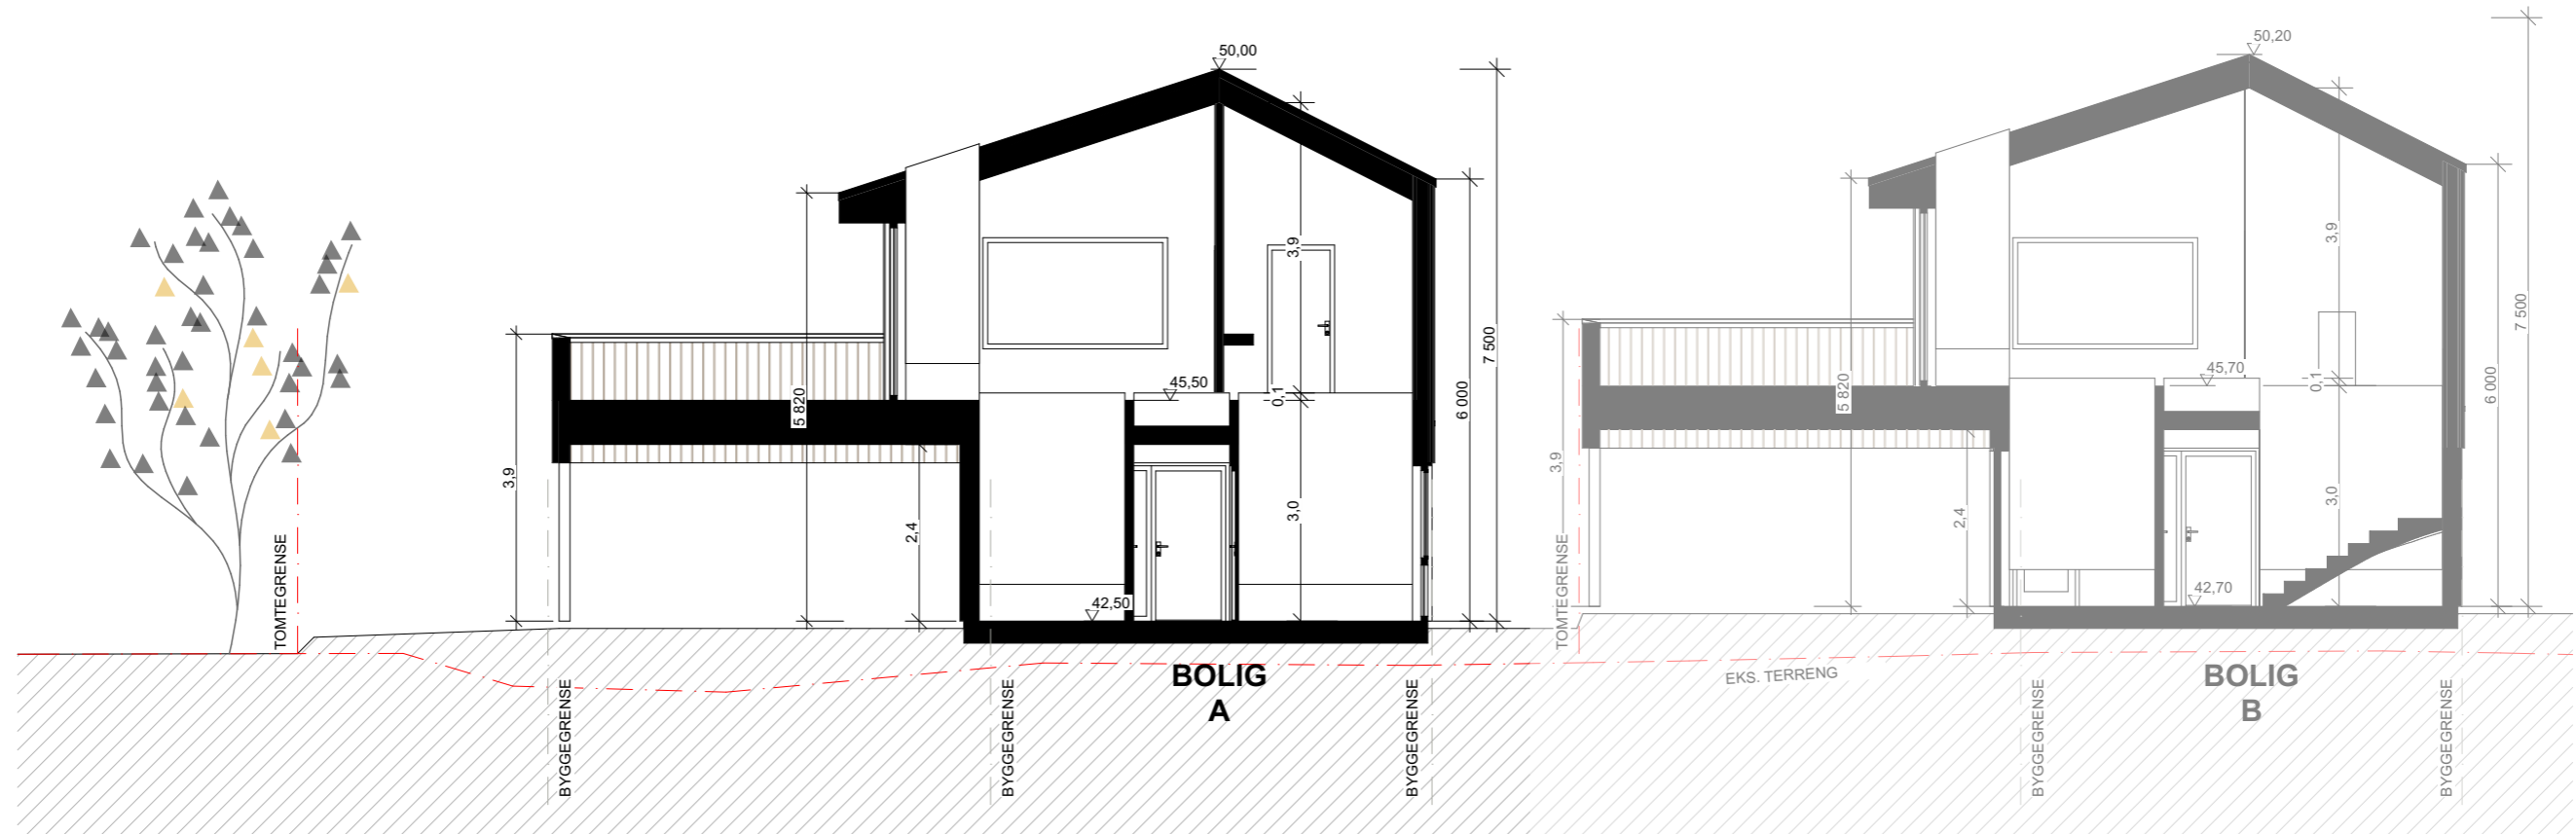 50,00
50,20
3,9
3,9
7 500
7 500
45,50
45,70
0,1
0,1
5 820
5 820
6 000
6 000
3,9
3,9
2,4
2,4
3,0
3,0
42,50
42,70
TOMTEGRENSE
TOMTEGRENSE
BOLIG
A
EKS. TERRENG
BOLIG
B
BYGGEGRENSE
BYGGEGRENSE
BYGGEGRENSE
BYGGEGRENSE
BYGGEGRENSE